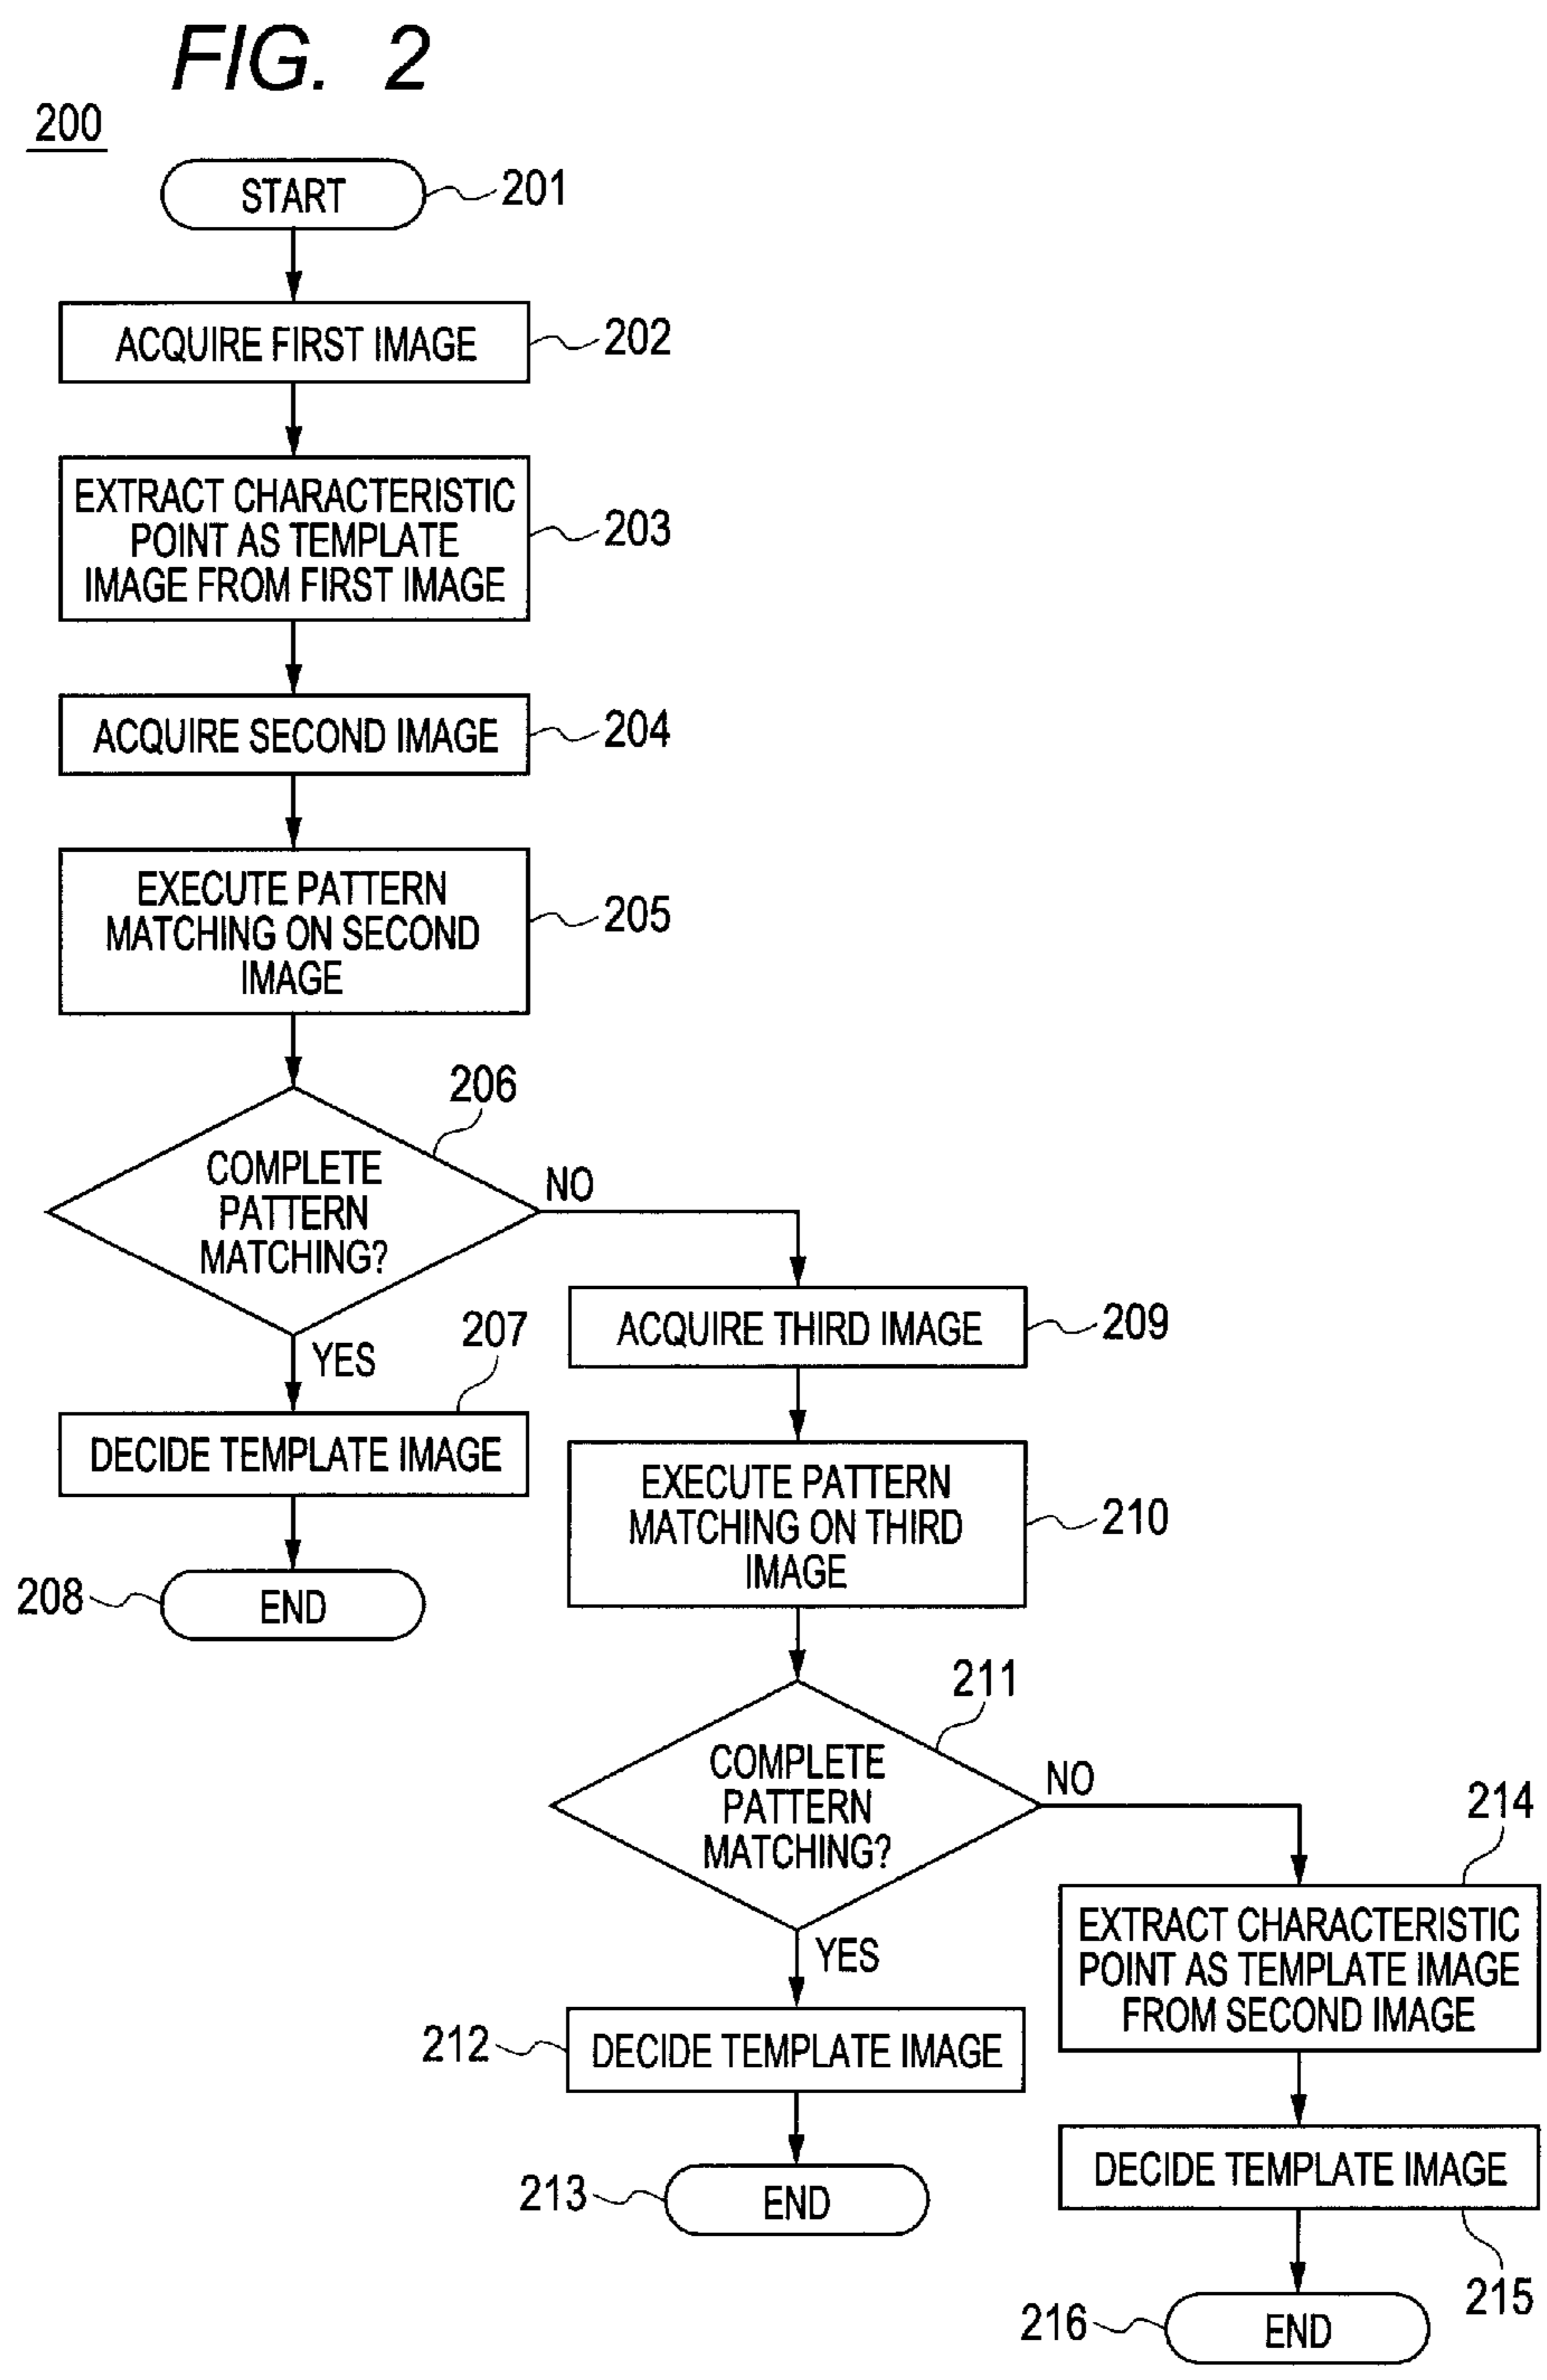 FIG. 2
200
START
201
ACQUIRE FIRST IMAGE
202
EXTRACT CHARACTERISTIC
POINT AS TEMPLATE
IMAGE FROM FIRST IMAGE
203
ACQUIRE SECOND IMAGE
204
EXECUTE PATTERN
MATCHING ON SECOND
IMAGE
205
206
COMPLETE
PATTERN
MATCHING?
NO
YES
207
DECIDE TEMPLATE IMAGE
208
END
ACQUIRE THIRD IMAGE
209
EXECUTE PATTERN
MATCHING ON THIRD
IMAGE
210
211
COMPLETE
PATTERN
MATCHING?
NO
YES
212
DECIDE TEMPLATE IMAGE
213
END
214
EXTRACT CHARACTERISTIC
POINT AS TEMPLATE IMAGE
FROM SECOND IMAGE
DECIDE TEMPLATE IMAGE
215
216
END